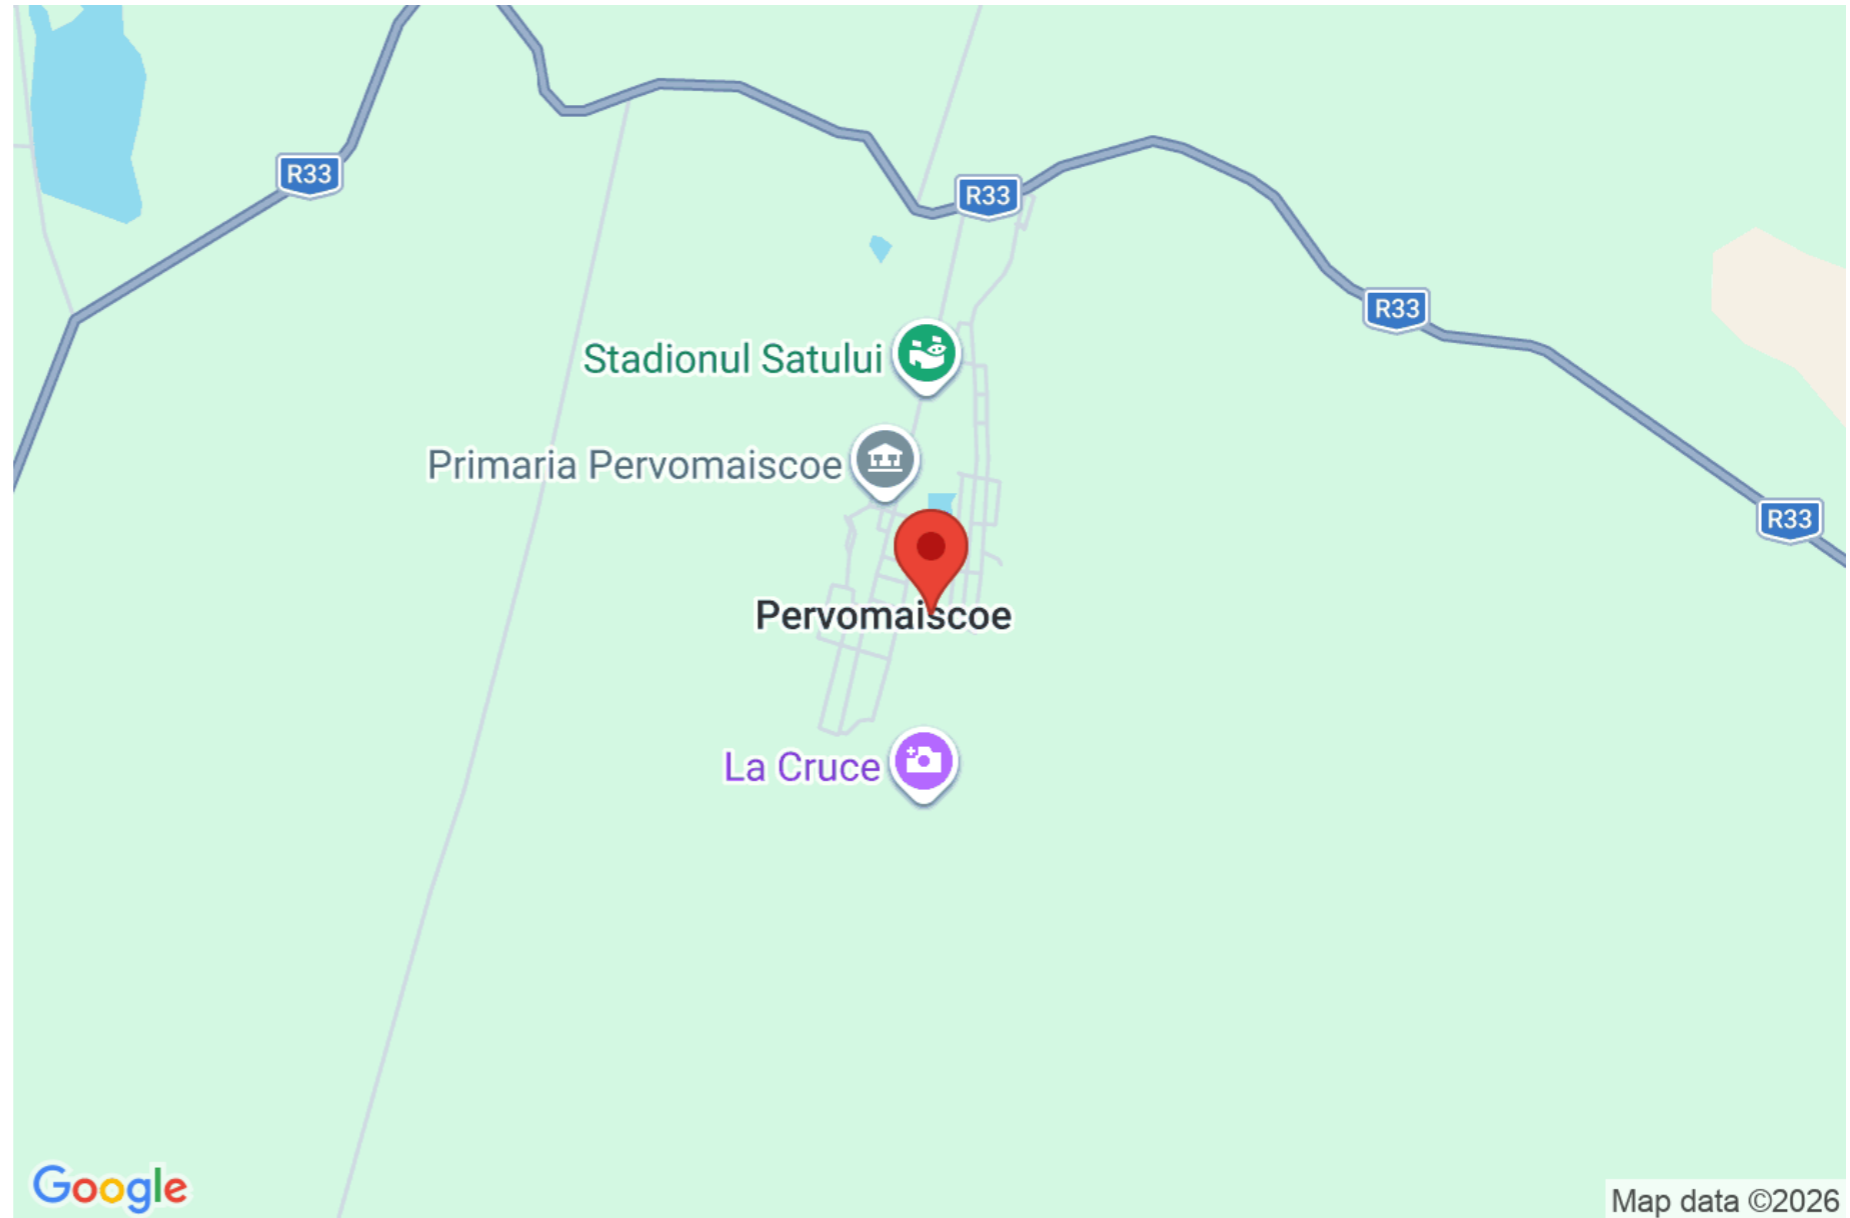 R33
R33
R33
Stadionul Satului
Primaria Pervomaiscoe
R33
Pervomaiscoe
La Cruce
Google
Map data ©2026